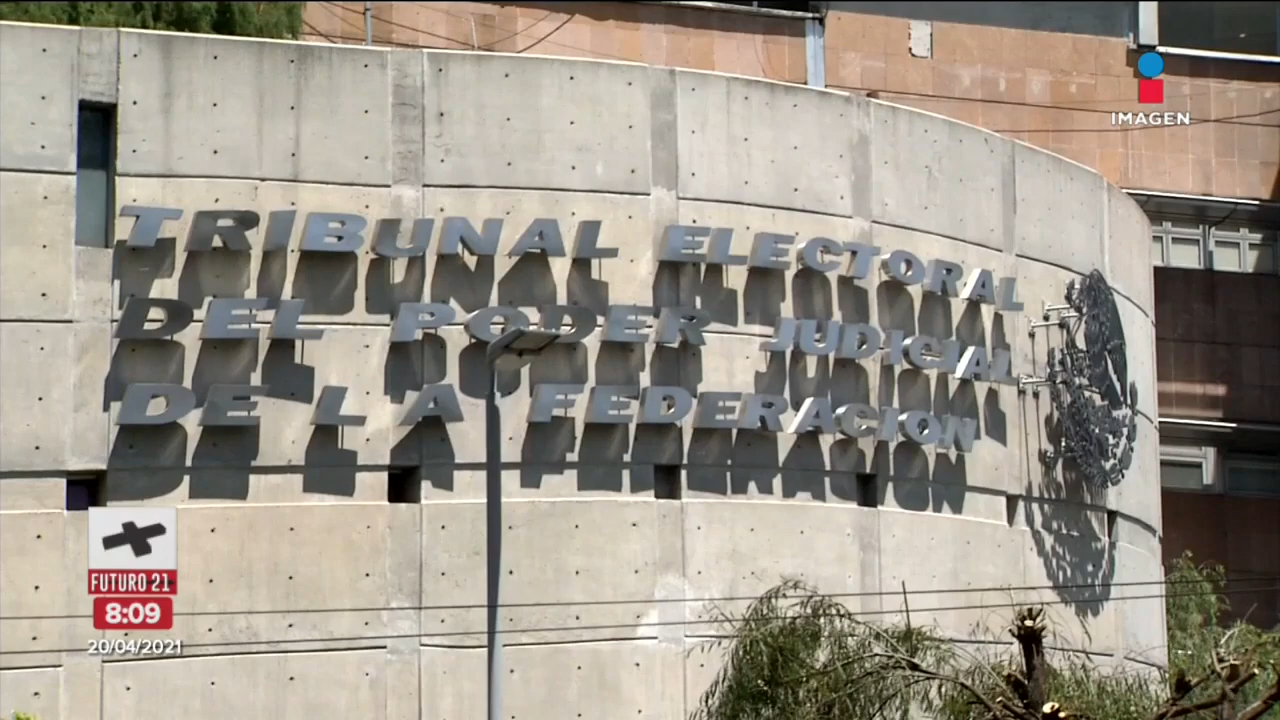 IMAGEN
TRIBUNAL ELECTORAL
DEL PODER JUDICIAL
DE LA FEDERACION
FUTURO 21
8:09
20/04/2021